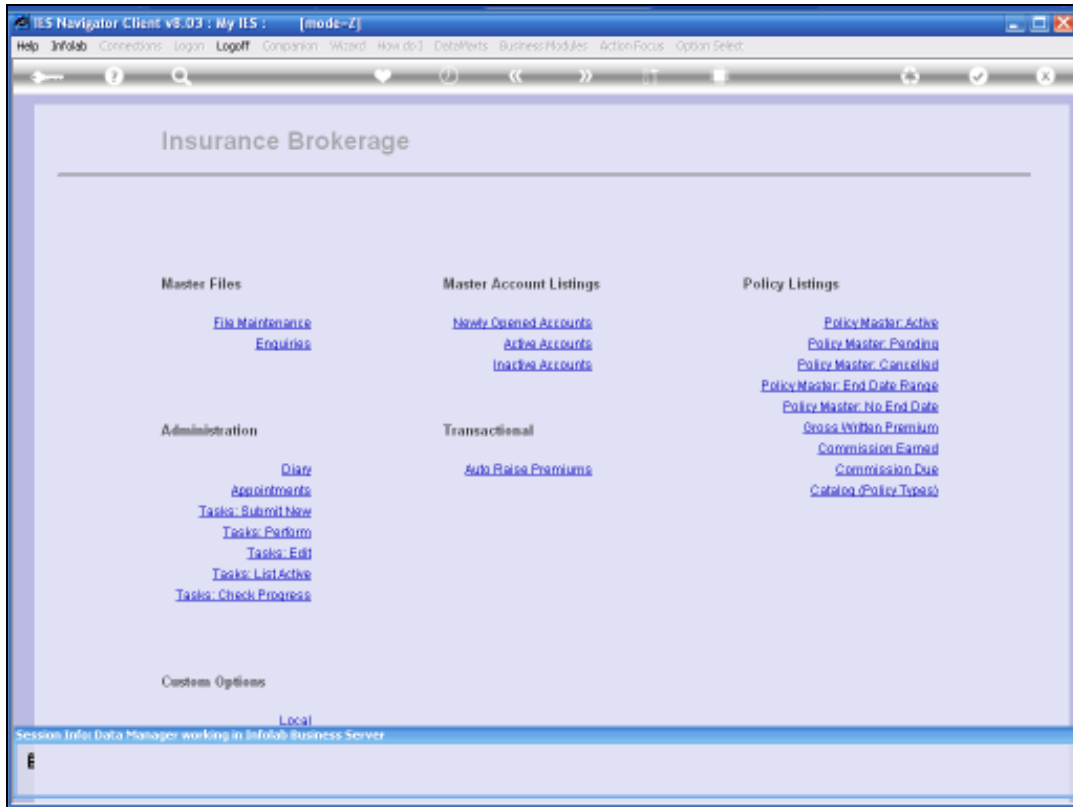 IES Navigator Client v8.03 : My IES : [mode=Z]
Help Infolab Connections Logon Logoff Companion Wizard How do I DataAlerts Business Modules Action Focus Option Select
Insurance Brokerage
Master Files
File Maintenance
Enquiries
Master Account Listings
Newly Opened Accounts
Active Accounts
Inactive Accounts
Policy Listings
Policy Master: Active
Policy Master: Pending
Policy Master: Cancelled
Policy Master: End Date Range
Policy Master: No End Date
Gross Written Premium
Commission Earned
Commission Due
Catalog (Policy Types)
Administration
Diary
Appointments
Tasks: Submit New
Tasks: Perform
Tasks: Edit
Tasks: List Active
Tasks: Check Progress
Transactional
Auto Raise Premiums
Custom Options
Local
Session Info: Data Manager working in Infolab Business Server